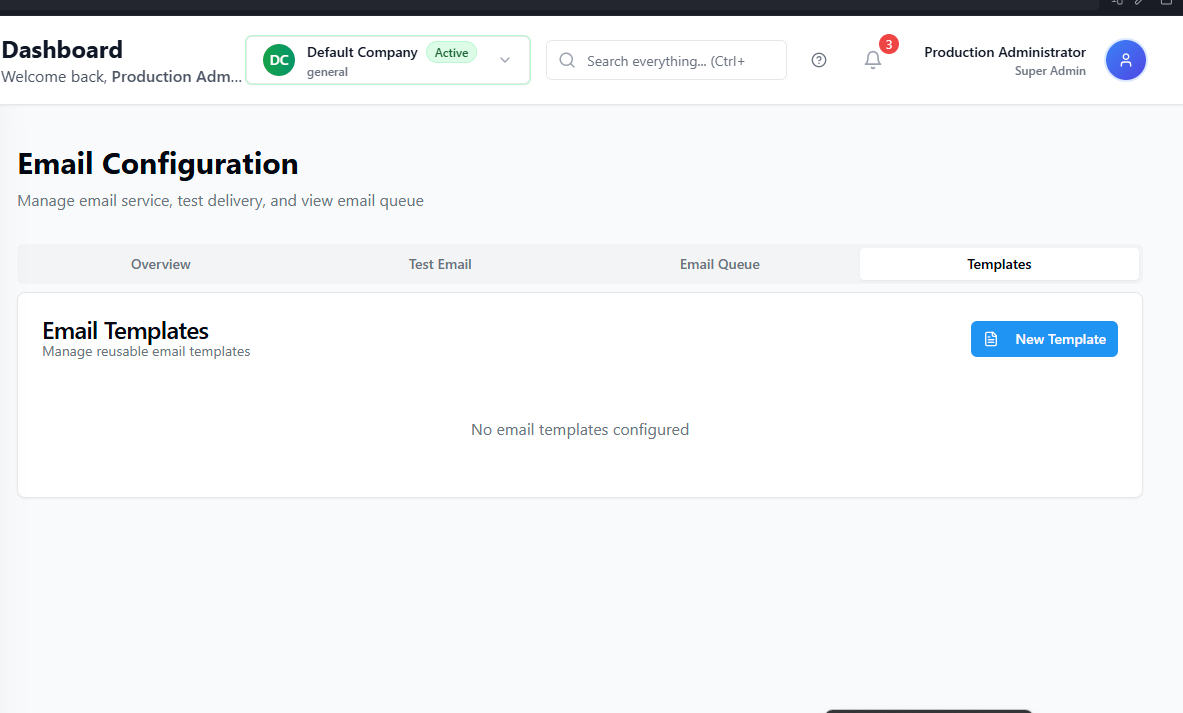 Dashboard
Welcome back, Production Adm...
DC
Default Company
Active
general
Search everything... (Ctrl+
3
Production Administrator
Super Admin
Email Configuration
Manage email service, test delivery, and view email queue
Overview
Test Email
Email Queue
Templates
Email Templates
Manage reusable email templates
New Template
No email templates configured